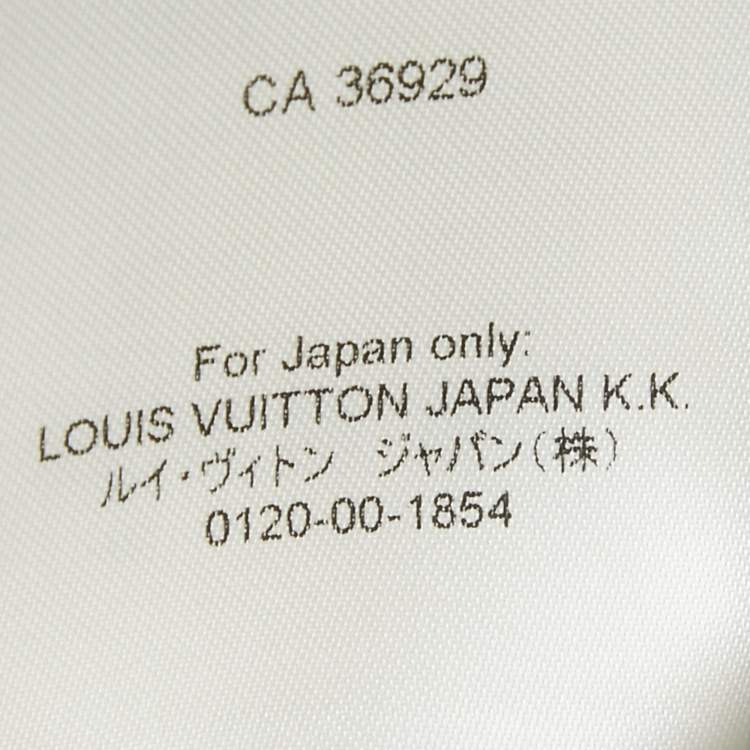 CA 36929
For Japan only:
LOUIS VUITTON JAPAN K.K.
ルイ・ヴィトン　ジャパン(株)
0120-00-1854